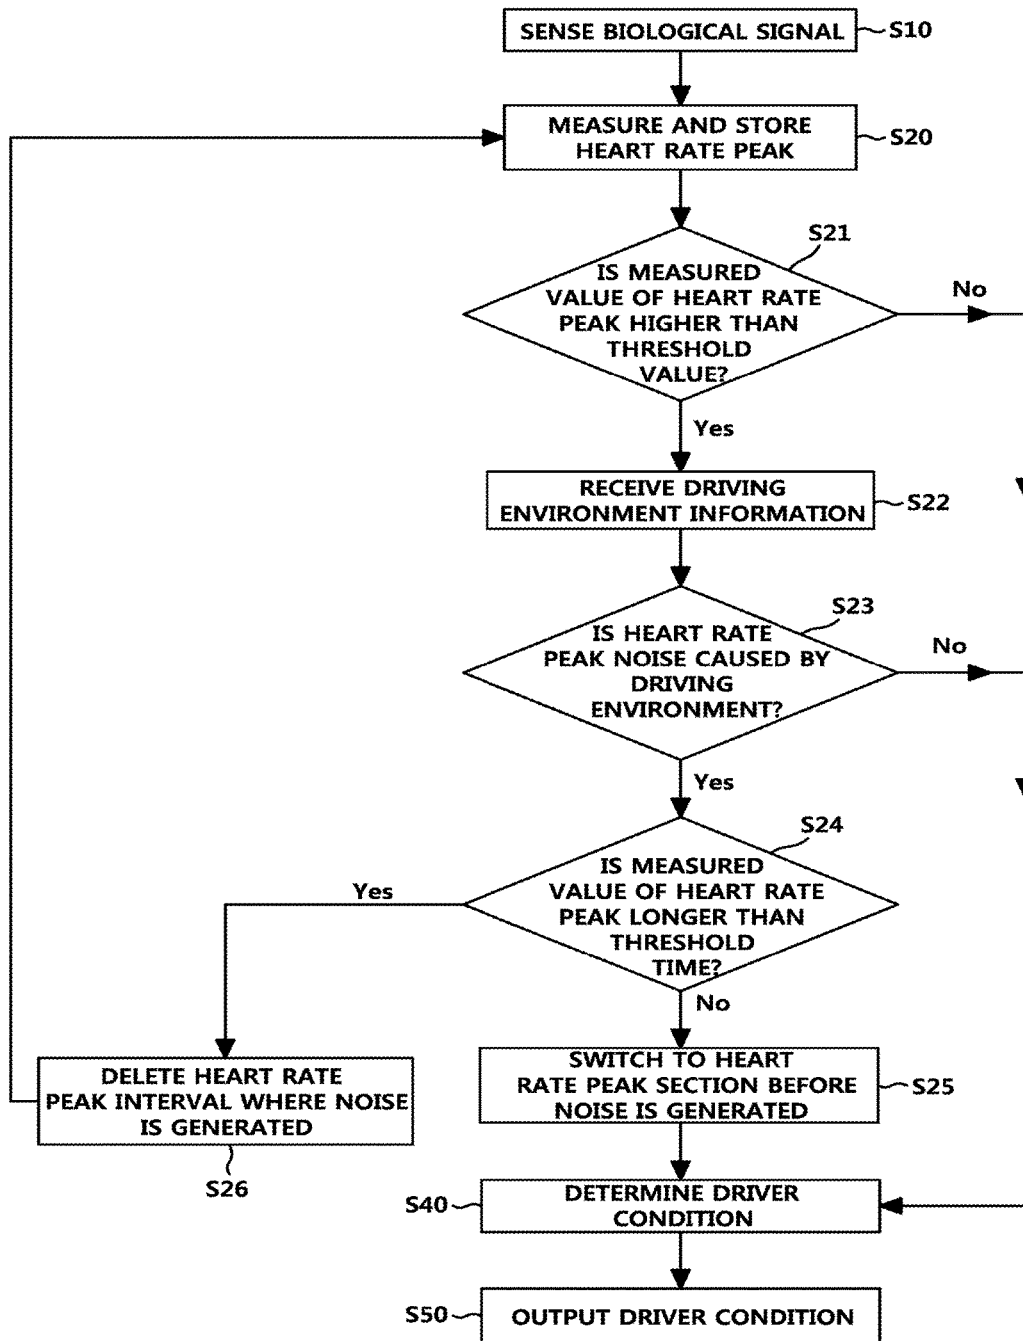 SENSE BIOLOGICAL SIGNAL
S10
MEASURE AND STORE
HEART RATE PEAK
S20
S21
IS MEASURED
VALUE OF HEART RATE
PEAK HIGHER THAN
THRESHOLD
VALUE?
No
Yes
RECEIVE DRIVING
ENVIRONMENT INFORMATION
S22
S23
IS HEART RATE
PEAK NOISE CAUSED BY
DRIVING
ENVIRONMENT?
No
Yes
S24
IS MEASURED
VALUE OF HEART RATE
PEAK LONGER THAN
THRESHOLD
TIME?
Yes
No
DELETE HEART RATE
PEAK INTERVAL WHERE NOISE
IS GENERATED
S26
SWITCH TO HEART
RATE PEAK SECTION BEFORE
NOISE IS GENERATED
S25
S40
DETERMINE DRIVER
CONDITION
S50
OUTPUT DRIVER CONDITION